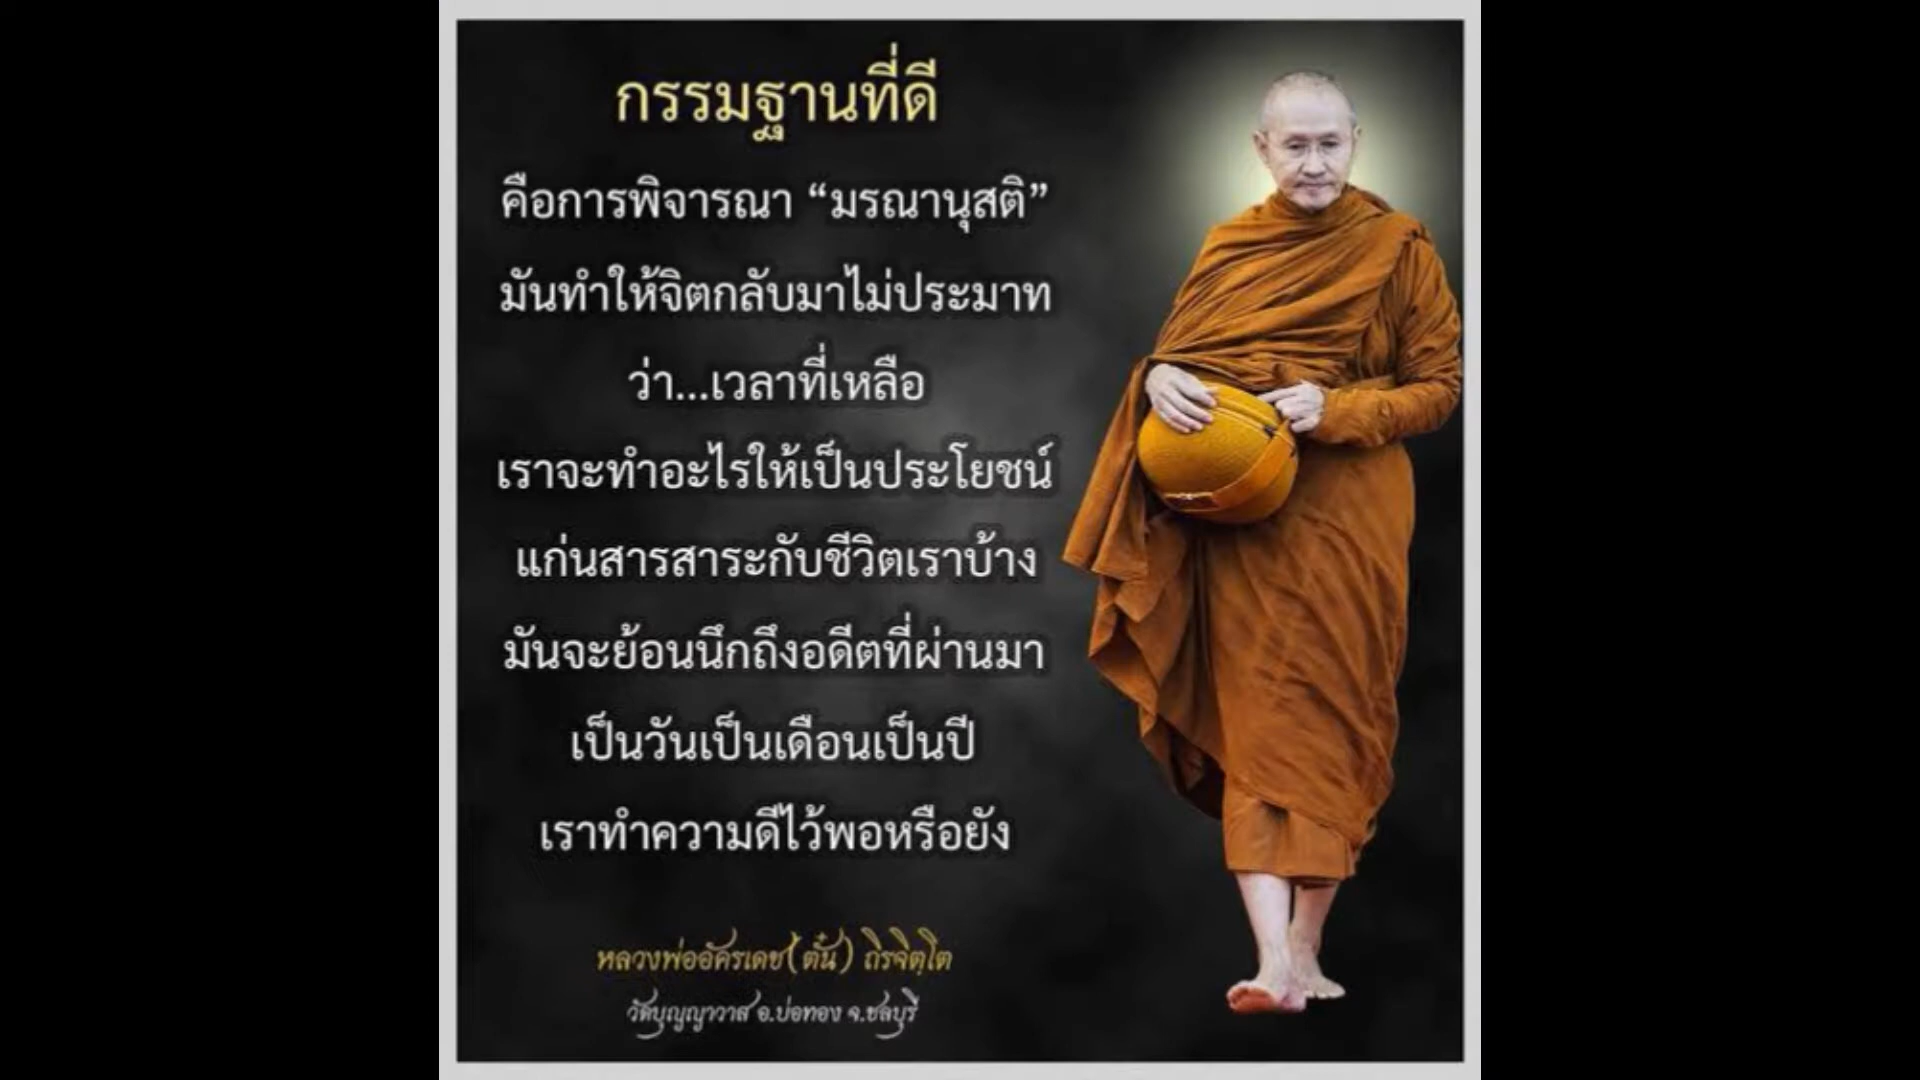 กรรมฐานที่ดี
คือการพิจารณา “มรณานุสติ”
มันทำให้จิตกลับมาไม่ประมาท
ว่า...เวลาที่เหลือ
เราจะทำอะไรให้เป็นประโยชน์
แก่นสารสาระกับชีวิตเราบ้าง
มันจะย้อนนึกถึงอดีตที่ผ่านมา
เป็นวันเป็นเดือนเป็นปี
เราทำความดีไว้พอหรือยัง
หลวงพ่ออัครเดช(ตั๋น) ถิรจิตฺโต
วัดบุญญาวาส อ.บ่อทอง จ.ชลบุรี